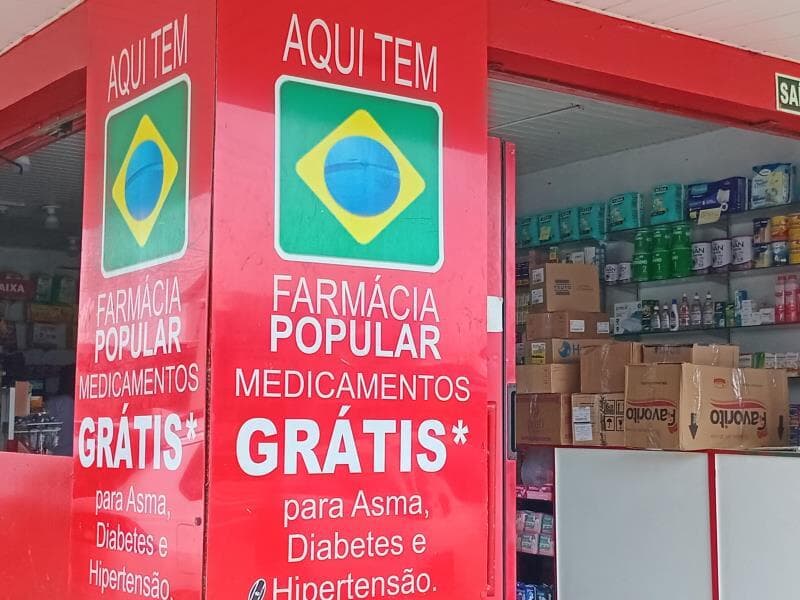 AQUI TEM
FARMÁCIA
POPULAR
MEDICAMENTOS
GRÁTIS*
para Asma,
Diabetes e
Hipertensão.
AQUI TEM
FARMÁCIA
POPULAR
MEDICAMENTOS
GRÁTIS*
para Asma,
Diabetes e
Hipertensão.
SAÍ
Favorito
Favorito